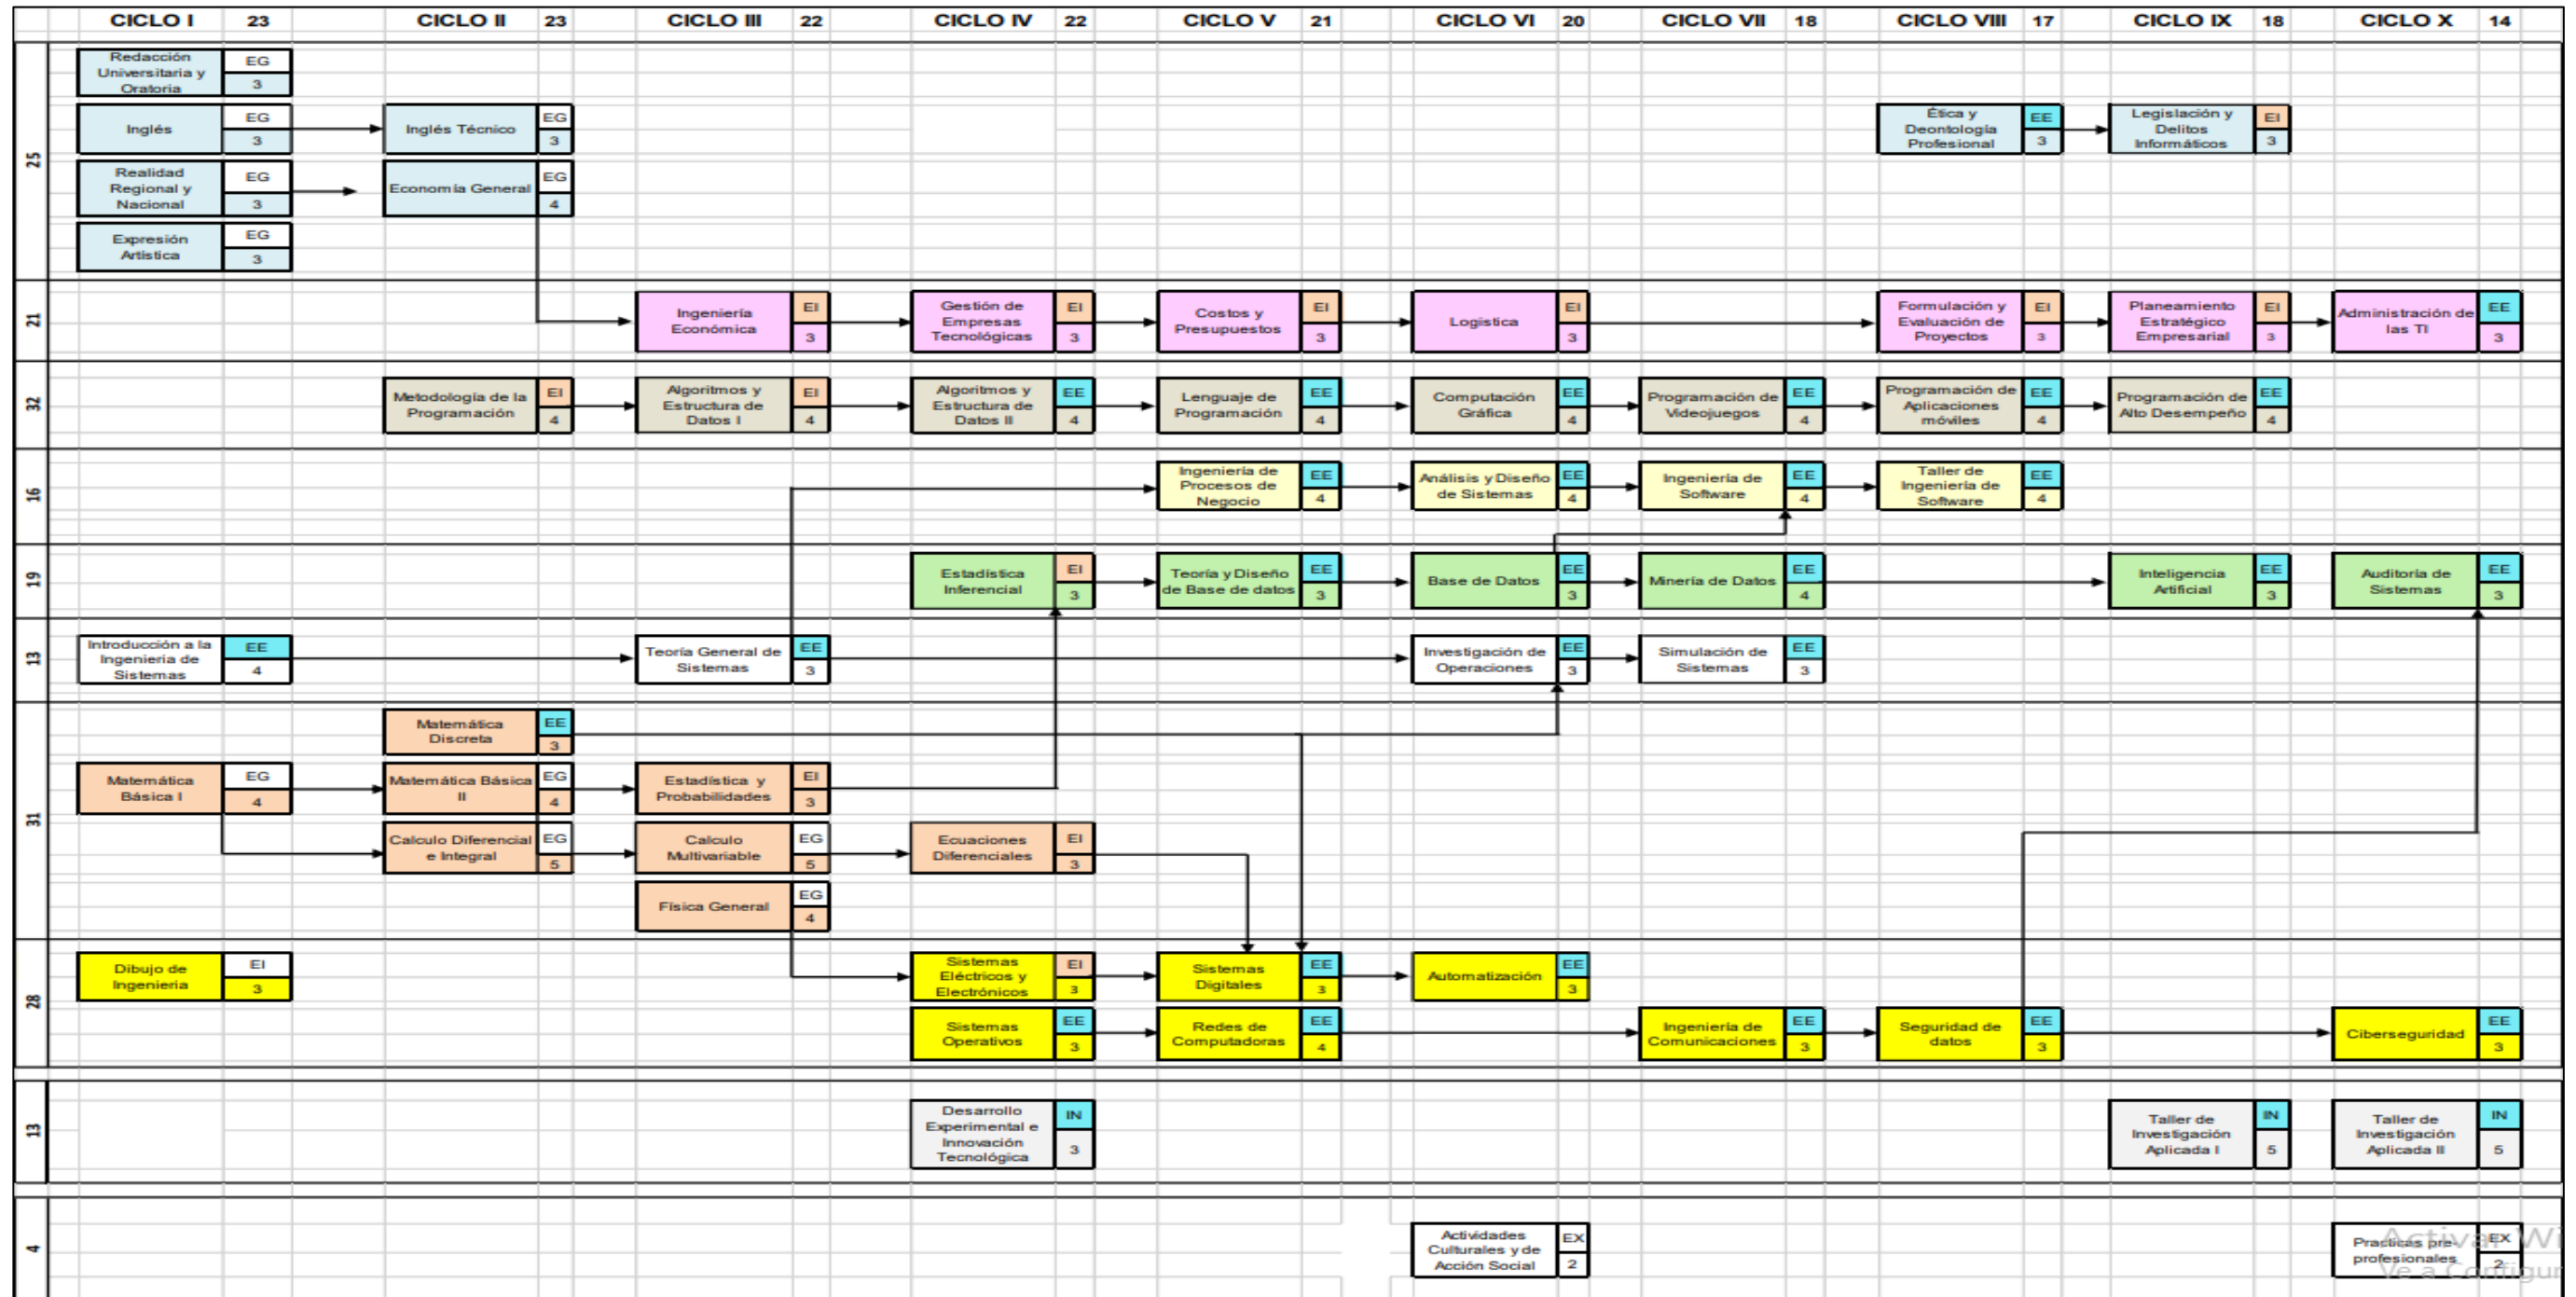 CICLO I 23 CICLO II 23 CICLO III 22 CICLO IV 22 CICLO V 21 CICLO VI 20 CICLO VII 18 CICLO VIII 17 CICLO IX 18 CICLO X 14
25
Redacción
Universitaria y
Oratoria
EG
3
Inglés
EG
3
Inglés Técnico
EG
3
Ética y
Deontología
Profesional
EE
3
Legislación y
Delitos
Informáticos
EI
3
Realidad
Regional y
Nacional
EG
3
Economía General
EG
4
Expresión
Artística
EG
3
21
Ingeniería
Económica
EI
3
Gestión de
Empresas
Tecnológicas
EI
3
Costos y
Presupuestos
EI
3
Logistica
EI
3
Formulación y
Evaluación de
Proyectos
EI
3
Planeamiento
Estratégico
Empresarial
EI
3
Administración de
las TI
EE
3
32
Metodología de la
Programación
EI
4
Algoritmos y
Estructura de
Datos I
EI
4
Algoritmos y
Estructura de
Datos II
EE
4
Lenguaje de
Programación
EE
4
Computación
Gráfica
EE
4
Programación de
Videojuegos
EE
4
Programación de
Aplicaciones
móviles
EE
4
Programación de
Alto Desempeño
EE
4
16
Ingeniería de
Procesos de
Negocio
EE
4
Análisis y Diseño
de Sistemas
EE
4
Ingeniería de
Software
EE
4
Taller de
Ingeniería de
Software
EE
4
19
Estadística
Inferencial
EI
3
Teoría y Diseño
de Base de datos
EE
3
Base de Datos
EE
3
Minería de Datos
EE
4
Inteligencia
Artificial
EE
3
Auditoría de
Sistemas
EE
3
13
Introducción a la
Ingenieria de
Sistemas
EE
4
Teoría General de
Sistemas
EE
3
Investigación de
Operaciones
EE
3
Simulación de
Sistemas
EE
3
31
Matemática
Discreta
EE
3
Matemática
Básica I
EG
4
Matemática Básica
II
EG
4
Estadística y
Probabilidades
EI
3
Calculo Diferencial
e Integral
EG
5
Calculo
Multivariable
EG
5
Ecuaciones
Diferenciales
EI
3
Física General
EG
4
28
Dibujo de
Ingenieria
EI
3
Sistemas
Eléctricos y
Electrónicos
EI
3
Sistemas
Digitales
EE
3
Automatización
EE
3
Sistemas
Operativos
EE
3
Redes de
Computadoras
EE
4
Ingeniería de
Comunicaciones
EE
3
Seguridad de
datos
EE
3
Ciberseguridad
EE
3
13
Desarrollo
Experimental e
Innovación
Tecnológica
IN
3
Taller de
Investigación
Aplicada I
IN
5
Taller de
Investigación
Aplicada II
IN
5
4
Actividades
Culturales y de
Acción Social
EX
2
Practicas pre-
profesionales
EX
2
Activar Wi
Ve a Configur